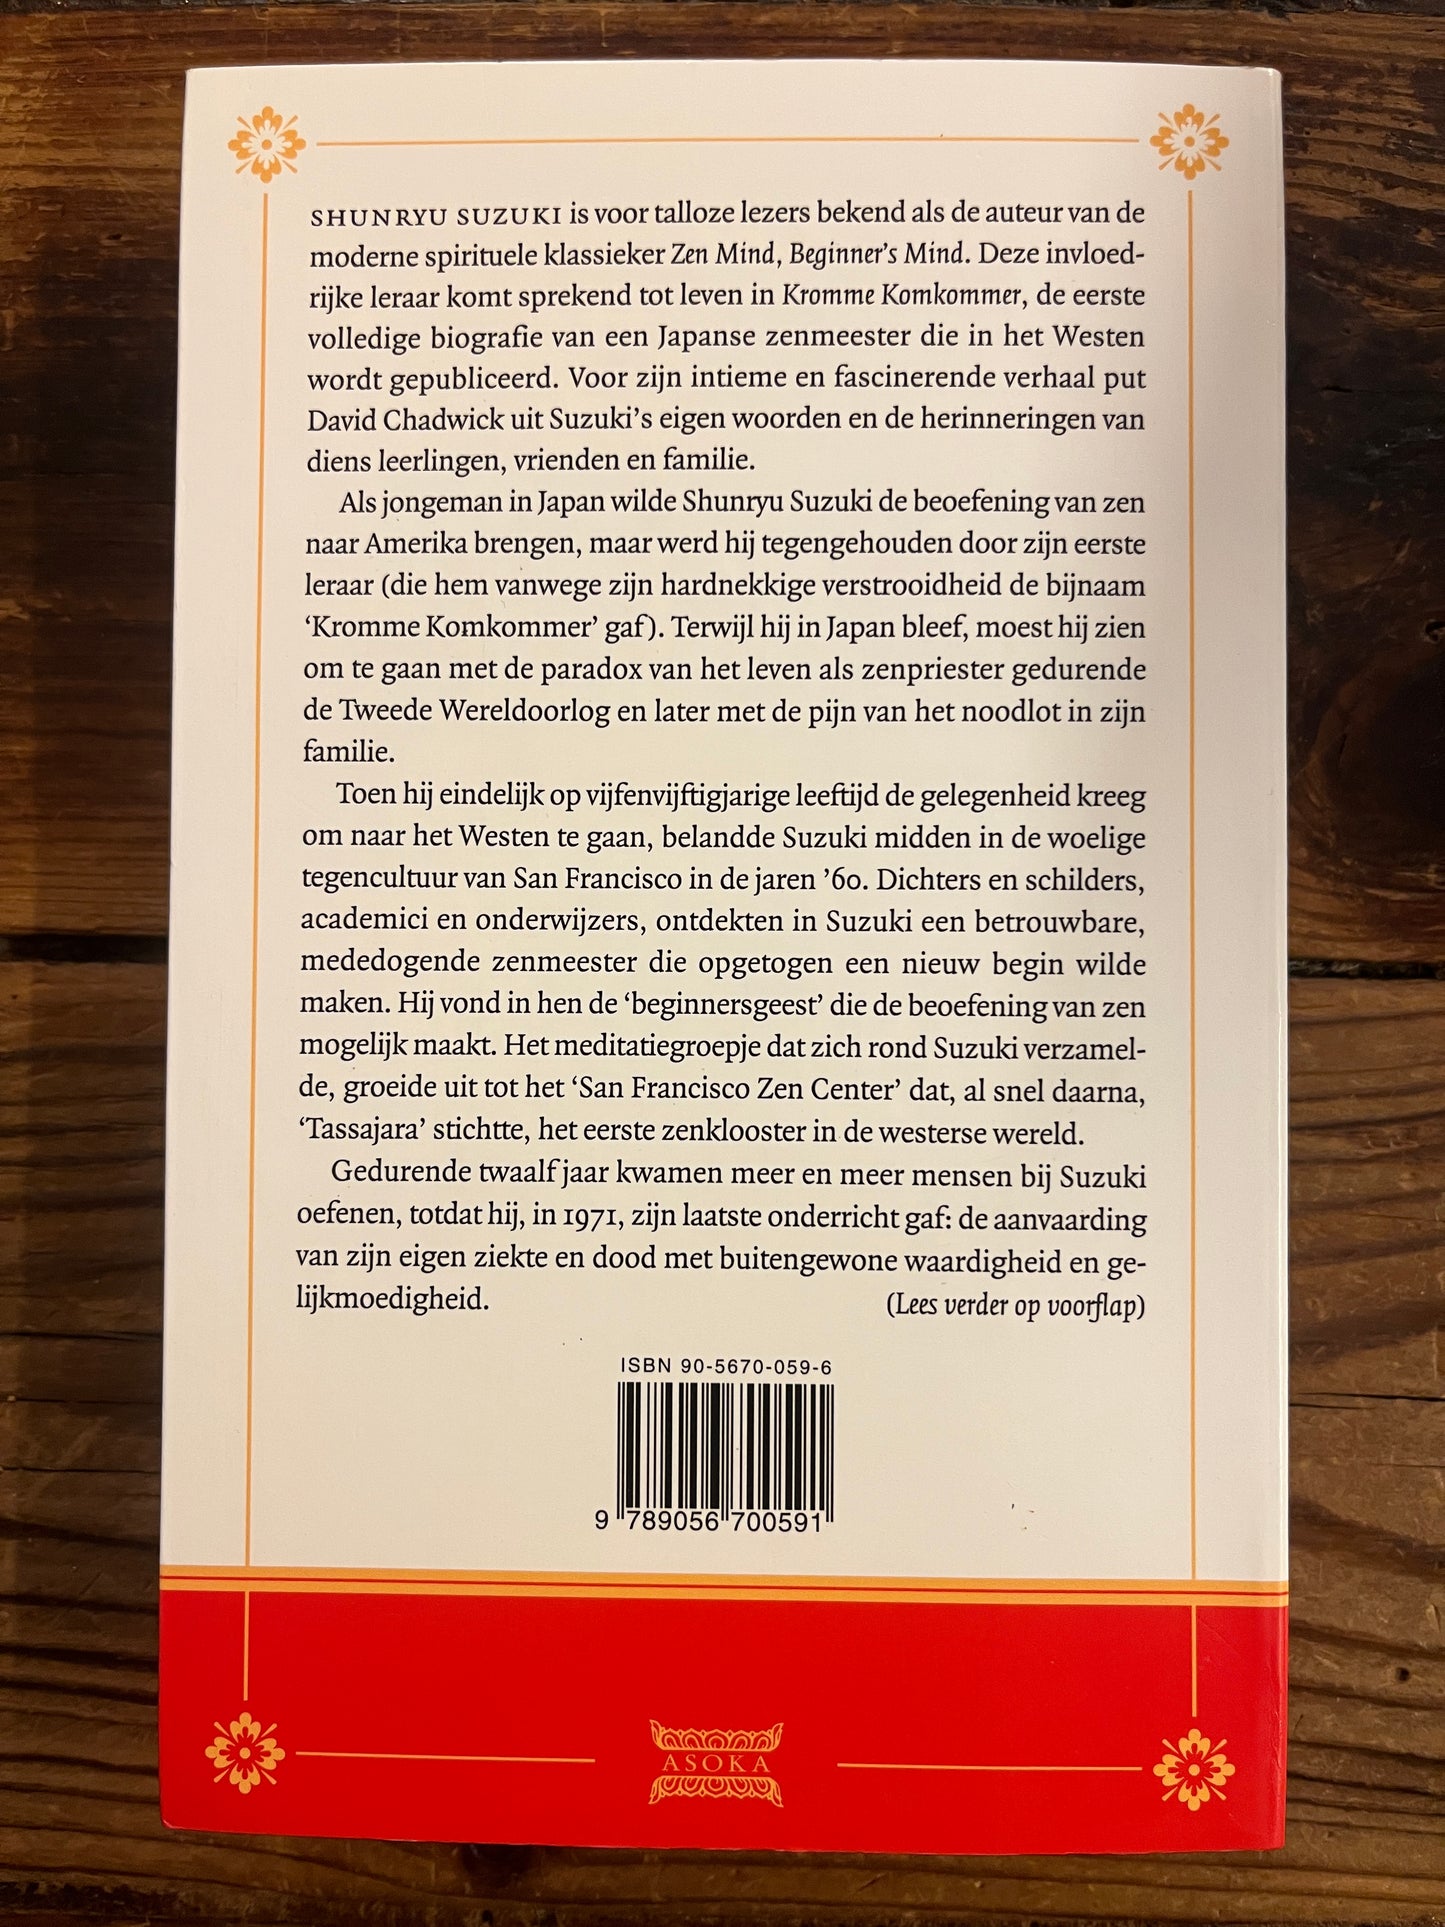 SHUNRYU SUZUKI is voor talloze lezers bekend als de auteur van de
moderne spirituele klassieker Zen Mind, Beginner's Mind. Deze invloed-
rijke leraar komt sprekend tot leven in Kromme Komkommer, de eerste
volledige biografie van een Japanse zenmeester die in het Westen
wordt gepubliceerd. Voor zijn intieme en fascinerende verhaal put
David Chadwick uit Suzuki's eigen woorden en de herinneringen van
diens leerlingen, vrienden en familie.
Als jongeman in Japan wilde Shunryu Suzuki de beoefening van zen
naar Amerika brengen, maar werd hij tegengehouden door zijn eerste
leraar (die hem vanwege zijn hardnekkige verstrooidheid de bijnaam
‘Kromme Komkommer’ gaf). Terwijl hij in Japan bleef, moest hij zien
om te gaan met de paradox van het leven als zenpriester gedurende
de Tweede Wereldoorlog en later met de pijn van het noodlot in zijn
familie.
Toen hij eindelijk op vijfenvijftigjarige leeftijd de gelegenheid kreeg
om naar het Westen te gaan, belandde Suzuki midden in de woelige
tegencultuur van San Francisco in de jaren ’60. Dichters en schilders,
academici en onderwijzers, ontdekten in Suzuki een betrouwbare,
mededogende zenmeester die opgetogen een nieuw begin wilde
maken. Hij vond in hen de ‘beginnersgeest’ die de beoefening van zen
mogelijk maakt. Het meditatiegroepje dat zich rond Suzuki verzamel-
de, groeide uit tot het ‘San Francisco Zen Center’ dat, al snel daarna,
‘Tassajara’ stichtte, het eerste zenklooster in de westerse wereld.
Gedurende twaalf jaar kwamen meer en meer mensen bij Suzuki
oefenen, totdat hij, in 1971, zijn laatste onderricht gaf: de aanvaarding
van zijn eigen ziekte en dood met buitengewone waardigheid en ge-
lijkmoedigheid. (Lees verder op voorflap)
ISBN 90-5670-059-6
9 789056 700591
ASOKA